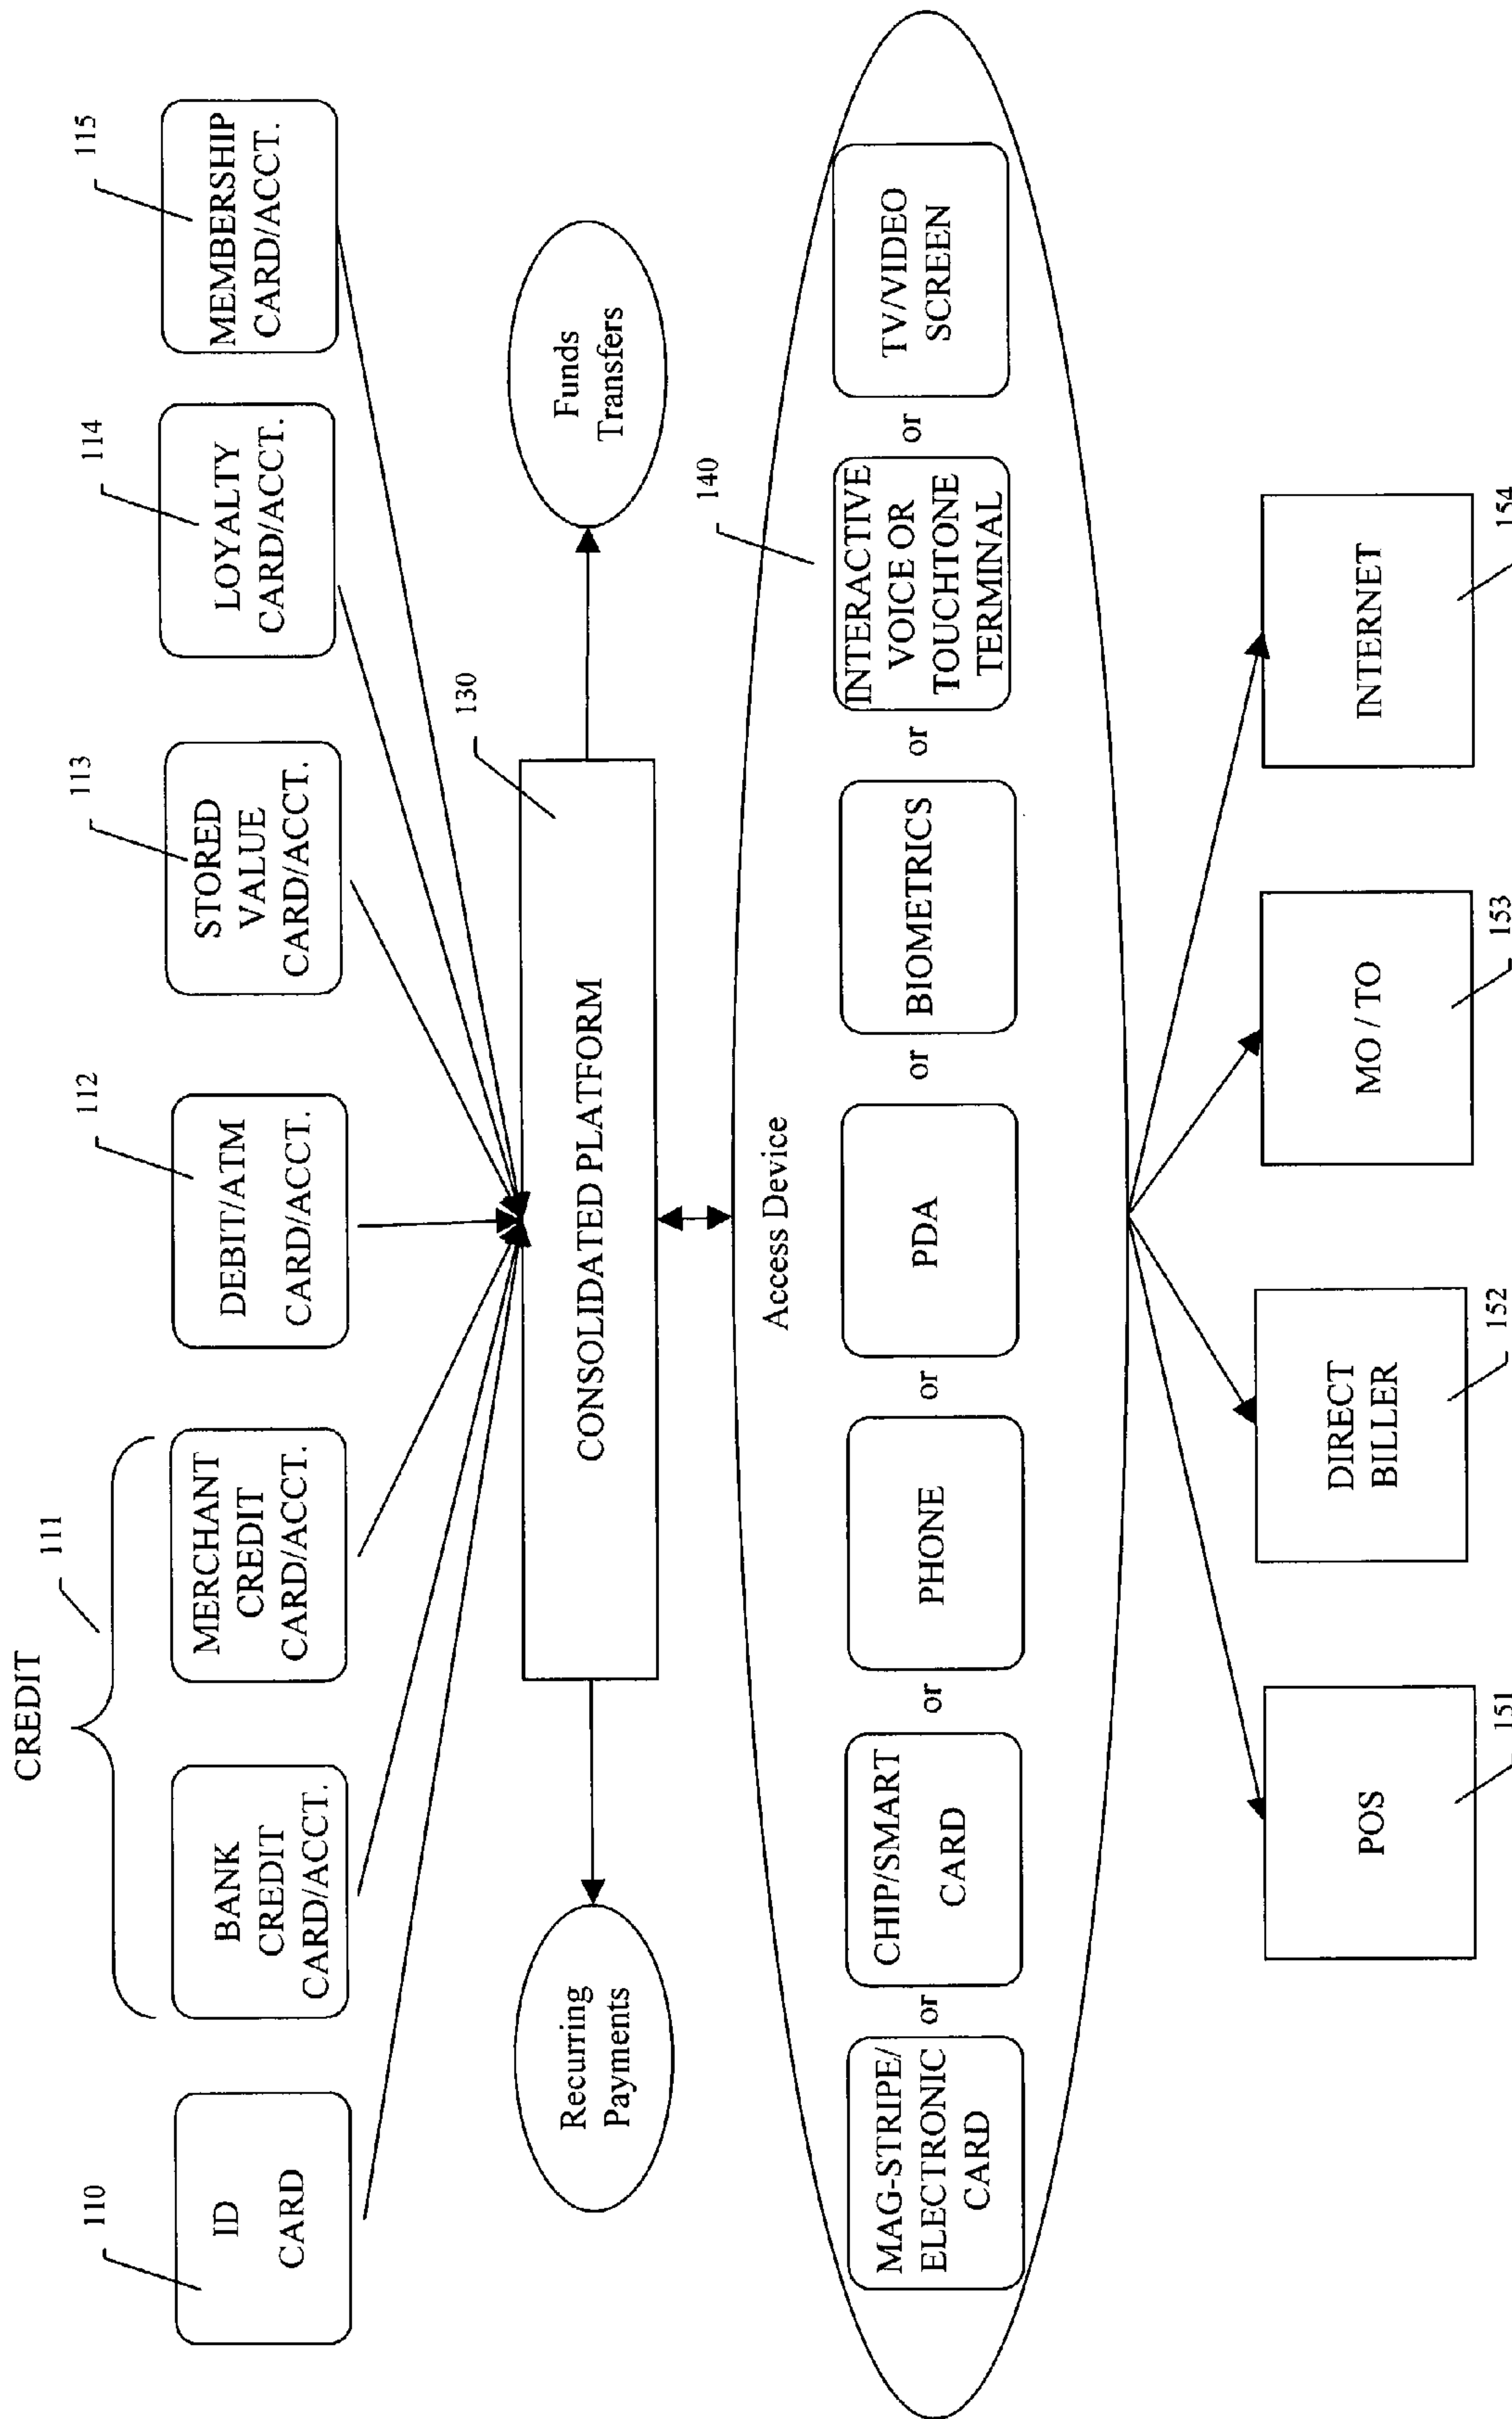 CREDIT
111
110
112
113
114
115
ID
CARD
BANK
CREDIT
CARD/ACCT.
MERCHANT
CREDIT
CARD/ACCT.
DEBIT/ATM
CARD/ACCT.
STORED
VALUE
CARD/ACCT.
LOYALTY
CARD/ACCT.
MEMBERSHIP
CARD/ACCT.
Recurring
Payments
CONSOLIDATED PLATFORM
130
Funds
Transfers
Access Device
140
MAG-STRIPE/
ELECTRONIC
CARD
or
CHIP/SMART
CARD
or
PHONE
or
PDA
or
BIOMETRICS
or
INTERACTIVE
VOICE OR
TOUCHTONE
TERMINAL
or
TV/VIDEO
SCREEN
POS
DIRECT
BILLER
MO / TO
INTERNET
151
152
153
154